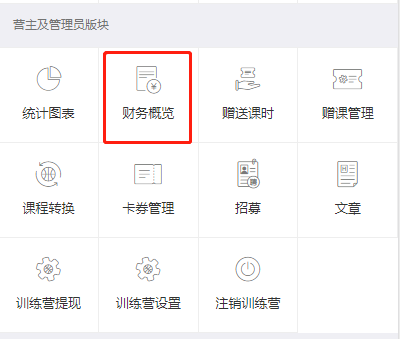 营主及管理员版块
统计图表 财务概览 赠送课时 赠课管理
课程转换 卡券管理 招募 文章
训练营提现 训练营设置 注销训练营